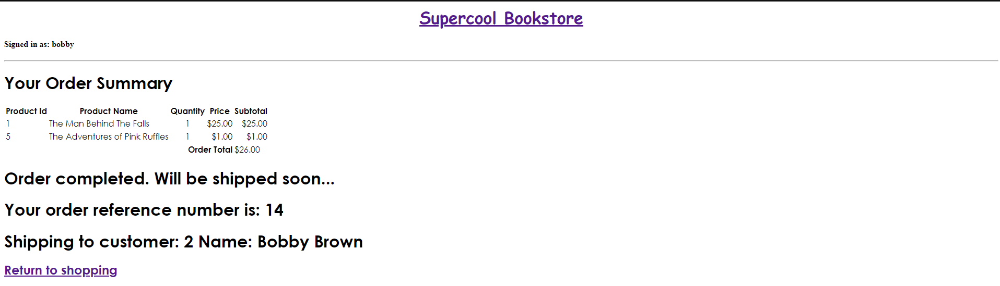 Supercool Bookstore
Signed in as: bobby
Your Order Summary
Product Id Product Name Quantity Price Subtotal
1 The Man Behind The Falls 1 $25.00 $25.00
5 The Adventures of Pink Ruffles 1 $1.00 $1.00
Order Total $26.00
Order completed. Will be shipped soon...
Your order reference number is: 14
Shipping to customer: 2 Name: Bobby Brown
Return to shopping